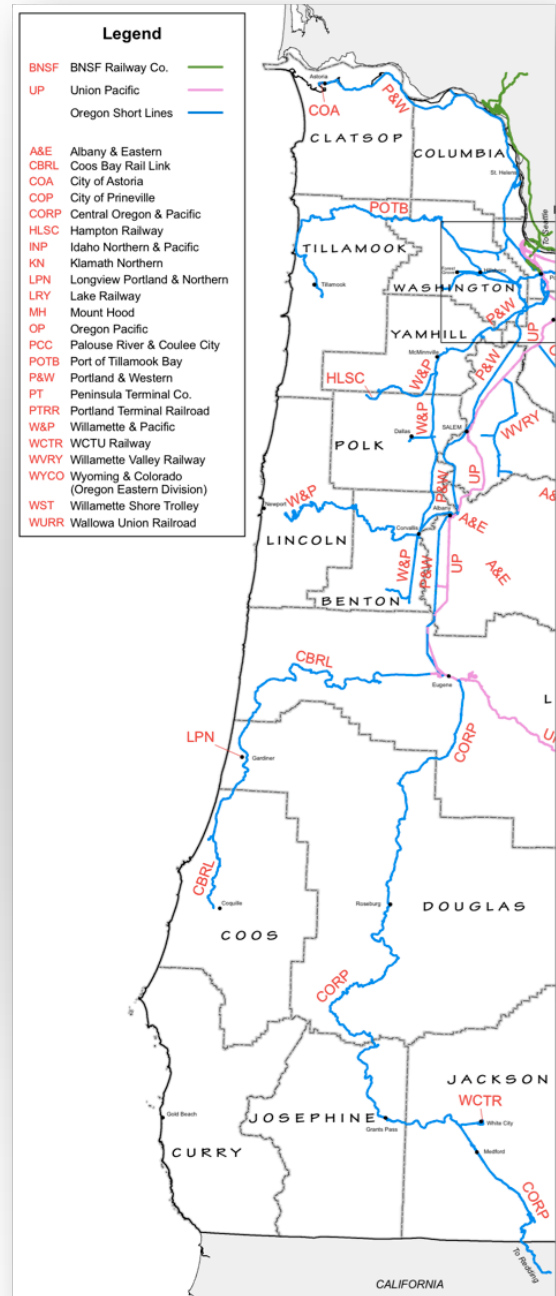 Legend
BNSF BNSF Railway Co.
UP Union Pacific
Oregon Short Lines
A&E Albany & Eastern
CBRL Coos Bay Rail Link
COA City of Astoria
COP City of Prineville
CORP Central Oregon & Pacific
HLSC Hampton Railway
INP Idaho Northern & Pacific
KN Klamath Northern
LPN Longview Portland & Northern
LRY Lake Railway
MH Mount Hood
OP Oregon Pacific
PCC Palouse River & Coulee City
POTB Port of Tillamook Bay
P&W Portland & Western
PT Peninsula Terminal Co.
PTRR Portland Terminal Railroad
W&P Willamette & Pacific
WCTR WCTU Railway
WVRY Willamette Valley Railway
WYCO Wyoming & Colorado
(Oregon Eastern Division)
WST Willamette Shore Trolley
WURR Wallowa Union Railroad
Astoria
COA
P&W
CLATSOP
COLUMBIA
St. Helens
POTB
TILLAMOOK
Tillamook
Hillsboro
WASHINGTON
P&W
UP
YAMHILL
McMinnville
P&W
HLSC
W&P
W&P
Dallas
SALEM
WVRY
POLK
UP
P&W
Newport
W&P
Albany
A&E
Corvallis
LINCOLN
W&P
P&W
UP
A&E
BENTON
CBRL
Eugene
CORP
LPN
Gardiner
CBRL
Coquille
COOS
Roseburg
DOUGLAS
CORP
JACKSON
WCTR
White City
Gold Beach
JOSEPHINE
Grants Pass
CURRY
Medford
CORP
To Redding
CALIFORNIA